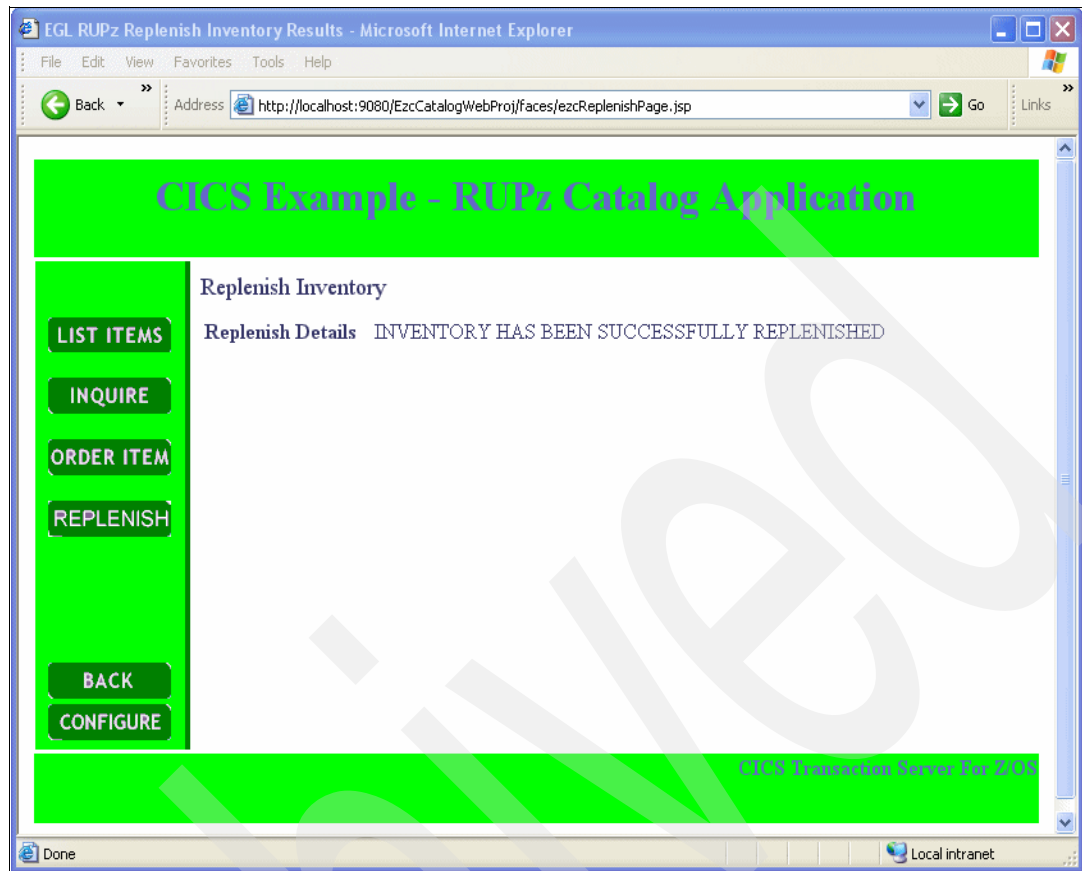 EGL RUPz Replenish Inventory Results - Microsoft Internet Explorer
File Edit View Favorites Tools Help
Back » Address http://localhost:9080/EzcCatalogWebProj/faces/ezcReplenishPage.jsp Go Links »
CICS Example - RUPz Catalog Application
Replenish Inventory
Replenish Details INVENTORY HAS BEEN SUCCESSFULLY REPLENISHED
LIST ITEMS
INQUIRE
ORDER ITEM
REPLENISH
BACK
CONFIGURE
CICS Transaction Server For Z/OS
Done Local intranet